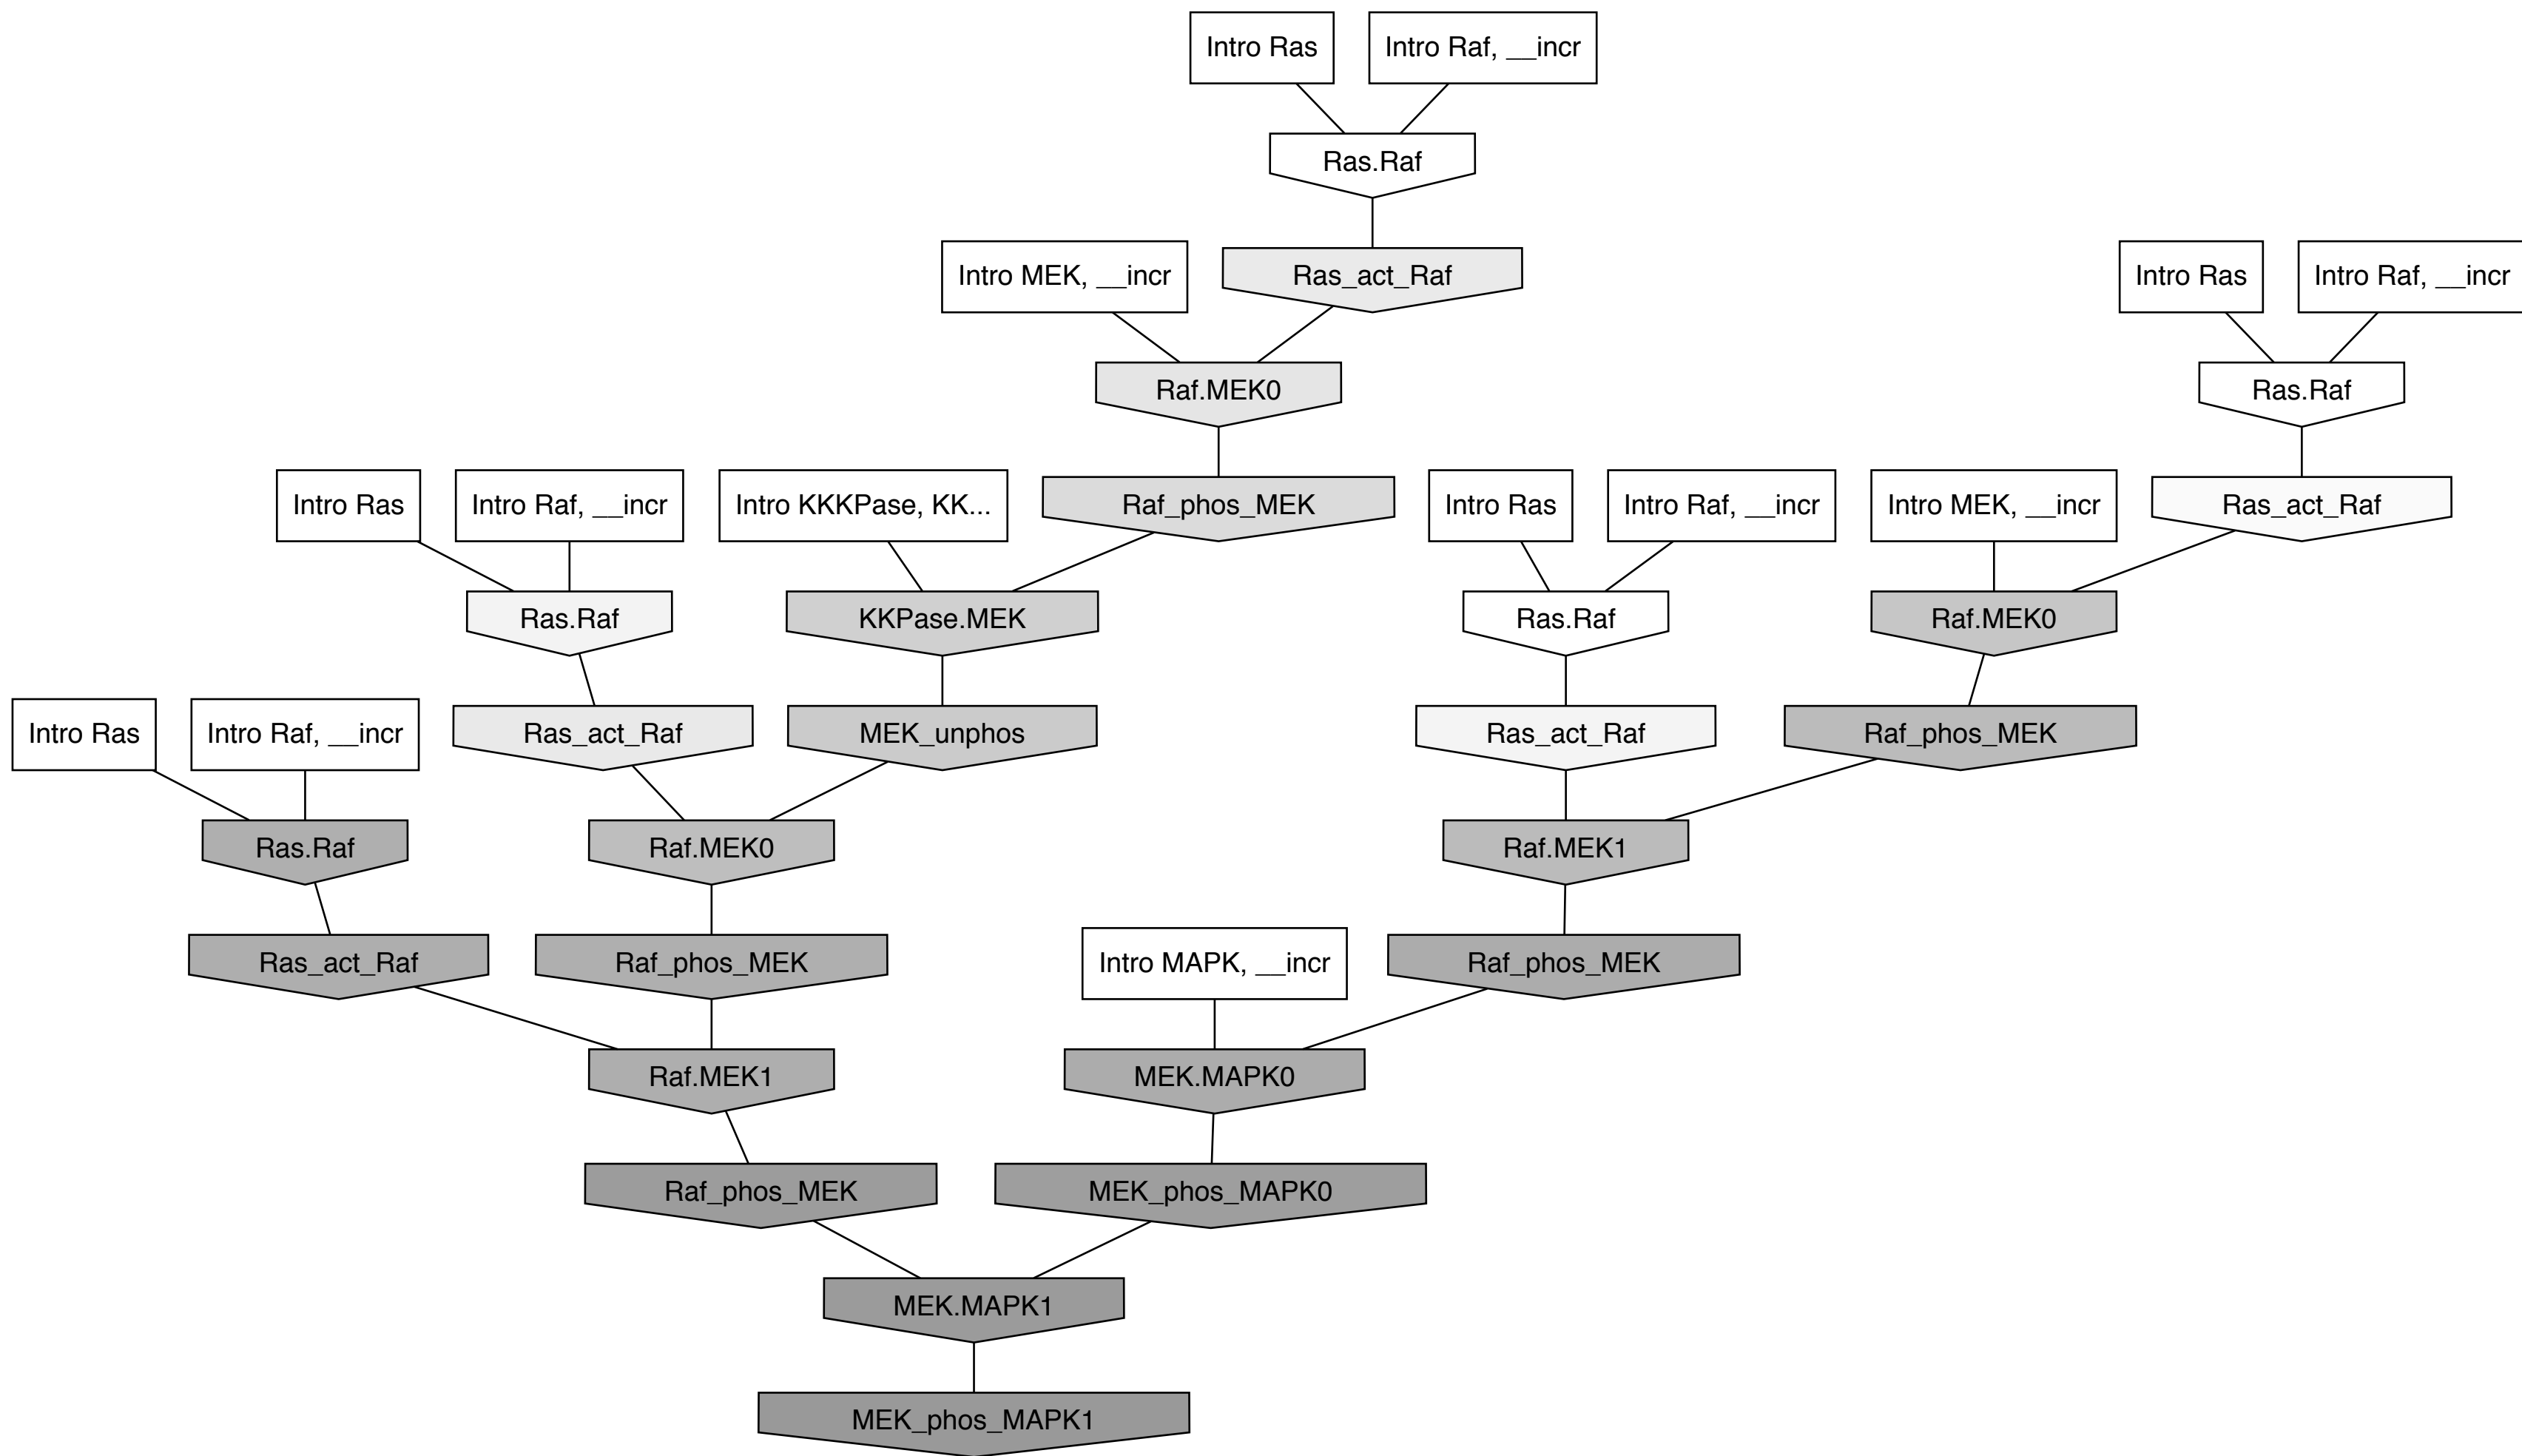 Intro Ras
Intro Raf, __incr
Ras.Raf
Intro MEK, __incr
Ras_act_Raf
Intro Ras
Intro Raf, __incr
Raf.MEK0
Ras.Raf
Intro Ras
Intro Raf, __incr
Intro KKKPase, KK...
Raf_phos_MEK
Intro Ras
Intro Raf, __incr
Intro MEK, __incr
Ras_act_Raf
Ras.Raf
KKPase.MEK
Ras.Raf
Raf.MEK0
Intro Ras
Intro Raf, __incr
Ras_act_Raf
MEK_unphos
Ras_act_Raf
Raf_phos_MEK
Ras.Raf
Raf.MEK0
Raf.MEK1
Ras_act_Raf
Raf_phos_MEK
Intro MAPK, __incr
Raf_phos_MEK
Raf.MEK1
MEK.MAPK0
Raf_phos_MEK
MEK_phos_MAPK0
MEK.MAPK1
MEK_phos_MAPK1